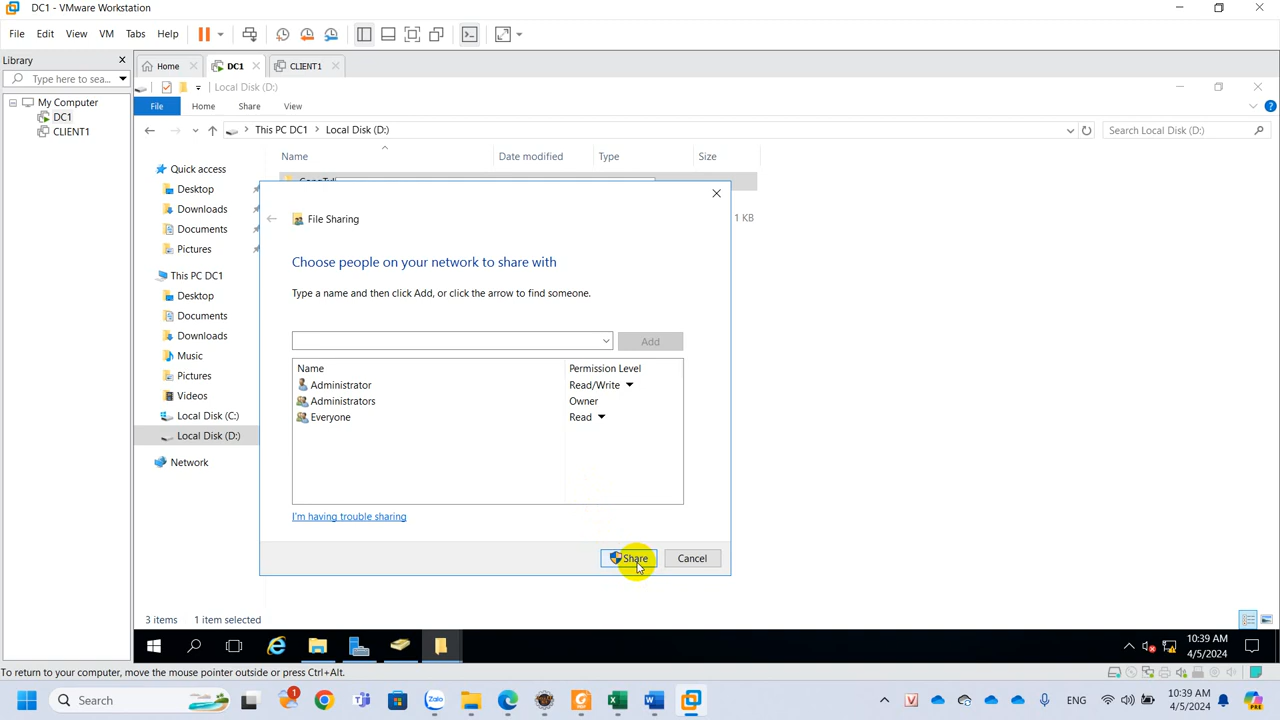 DC1 - VMware Workstation
File Edit View VM Tabs Help
Library
Type here to sea...
My Computer
DC1
CLIENT1
Home
DC1
CLIENT1
Local Disk (D:)
File Home Share View
This PC DC1 Local Disk (D:)
Search Local Disk (D:)
Name Date modified Type Size
1 KB
Quick access
Desktop
Downloads
Documents
Pictures
This PC DC1
Desktop
Documents
Downloads
Music
Pictures
Videos
Local Disk (C:)
Local Disk (D:)
Network
File Sharing
Choose people on your network to share with
Type a name and then click Add, or click the arrow to find someone.
Add
Name Permission Level
Administrator Read/Write
Administrators Owner
Everyone Read
I'm having trouble sharing
Share Cancel
3 items 1 item selected
10:39 AM
4/5/2024
To return to your computer, move the mouse pointer outside or press Ctrl+Alt.
Search
1
Zalo
ENG
10:39 AM
4/5/2024
PRE